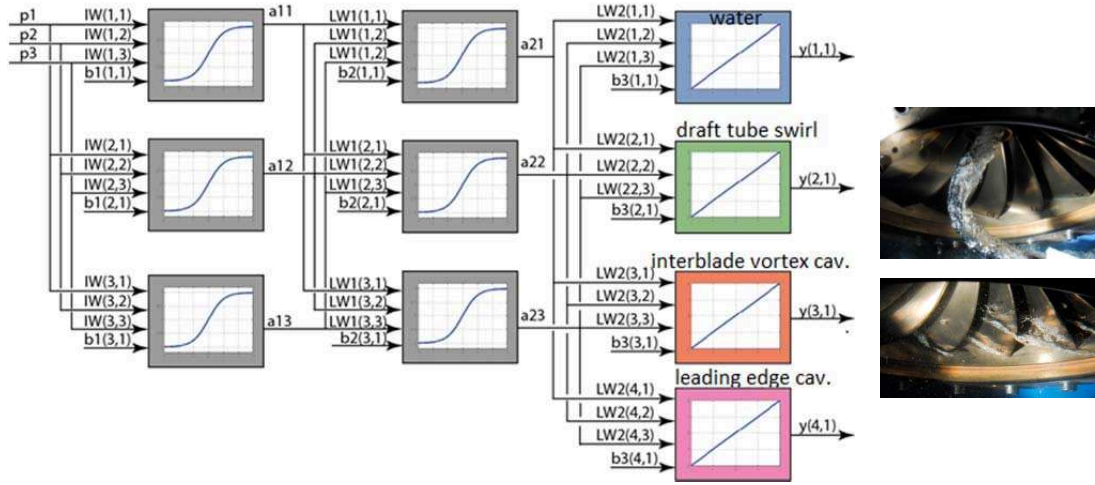 p1
p2
p3
IW(1,1)
IW(1,2)
IW(1,3)
b1(1,1)
a11
LW1(1,1)
LW1(1,2)
LW1(1,2)
b2(1,1)
a21
LW2(1,1)
LW2(1,2)
LW2(1,3)
b3(1,1)
water
y(1,1)
IW(2,1)
IW(2,2)
IW(2,3)
b1(2,1)
a12
LW1(2,1)
LW1(2,2)
LW1(2,3)
b2(2,1)
a22
LW2(2,1)
LW2(2,2)
LW(22,3)
b3(2,1)
draft tube swirl
y(2,1)
IW(3,1)
IW(3,2)
IW(3,3)
b1(3,1)
a13
LW1(3,1)
LW1(3,2)
LW1(3,3)
b2(3,1)
a23
LW2(3,1)
LW2(3,2)
LW2(3,3)
b3(3,1)
interblade vortex cav.
y(3,1)
LW2(4,1)
LW2(4,2)
LW2(4,3)
b3(4,1)
leading edge cav.
y(4,1)